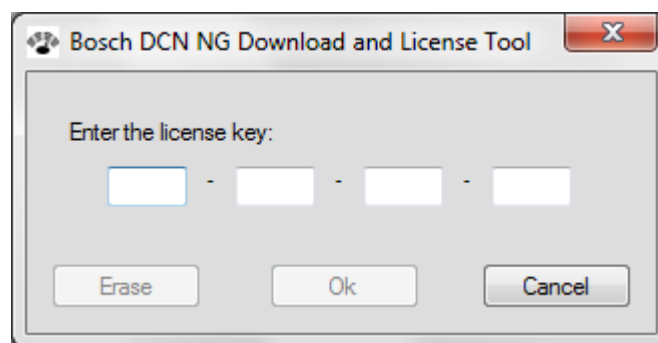 Bosch DCN NG Download and License Tool
Enter the license key:
- - -
Erase Ok Cancel